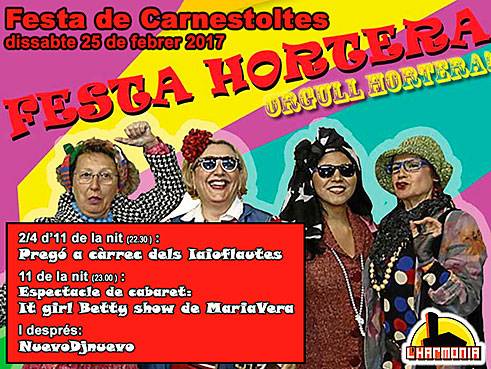 Festa de Carnestoltes
dissabte 25 de febrer 2017
FESTA HORTERA
ORGULL HORTERA!
2/4 d'11 de la nit (22.30 ) :
Pregó a càrrec dels Iaioflautes
11 de la nit (23.00 ) :
Espectacle de cabaret:
It girl Betty show de MariaVera
I després:
NuevoDjnuevo
L'HARMONIA